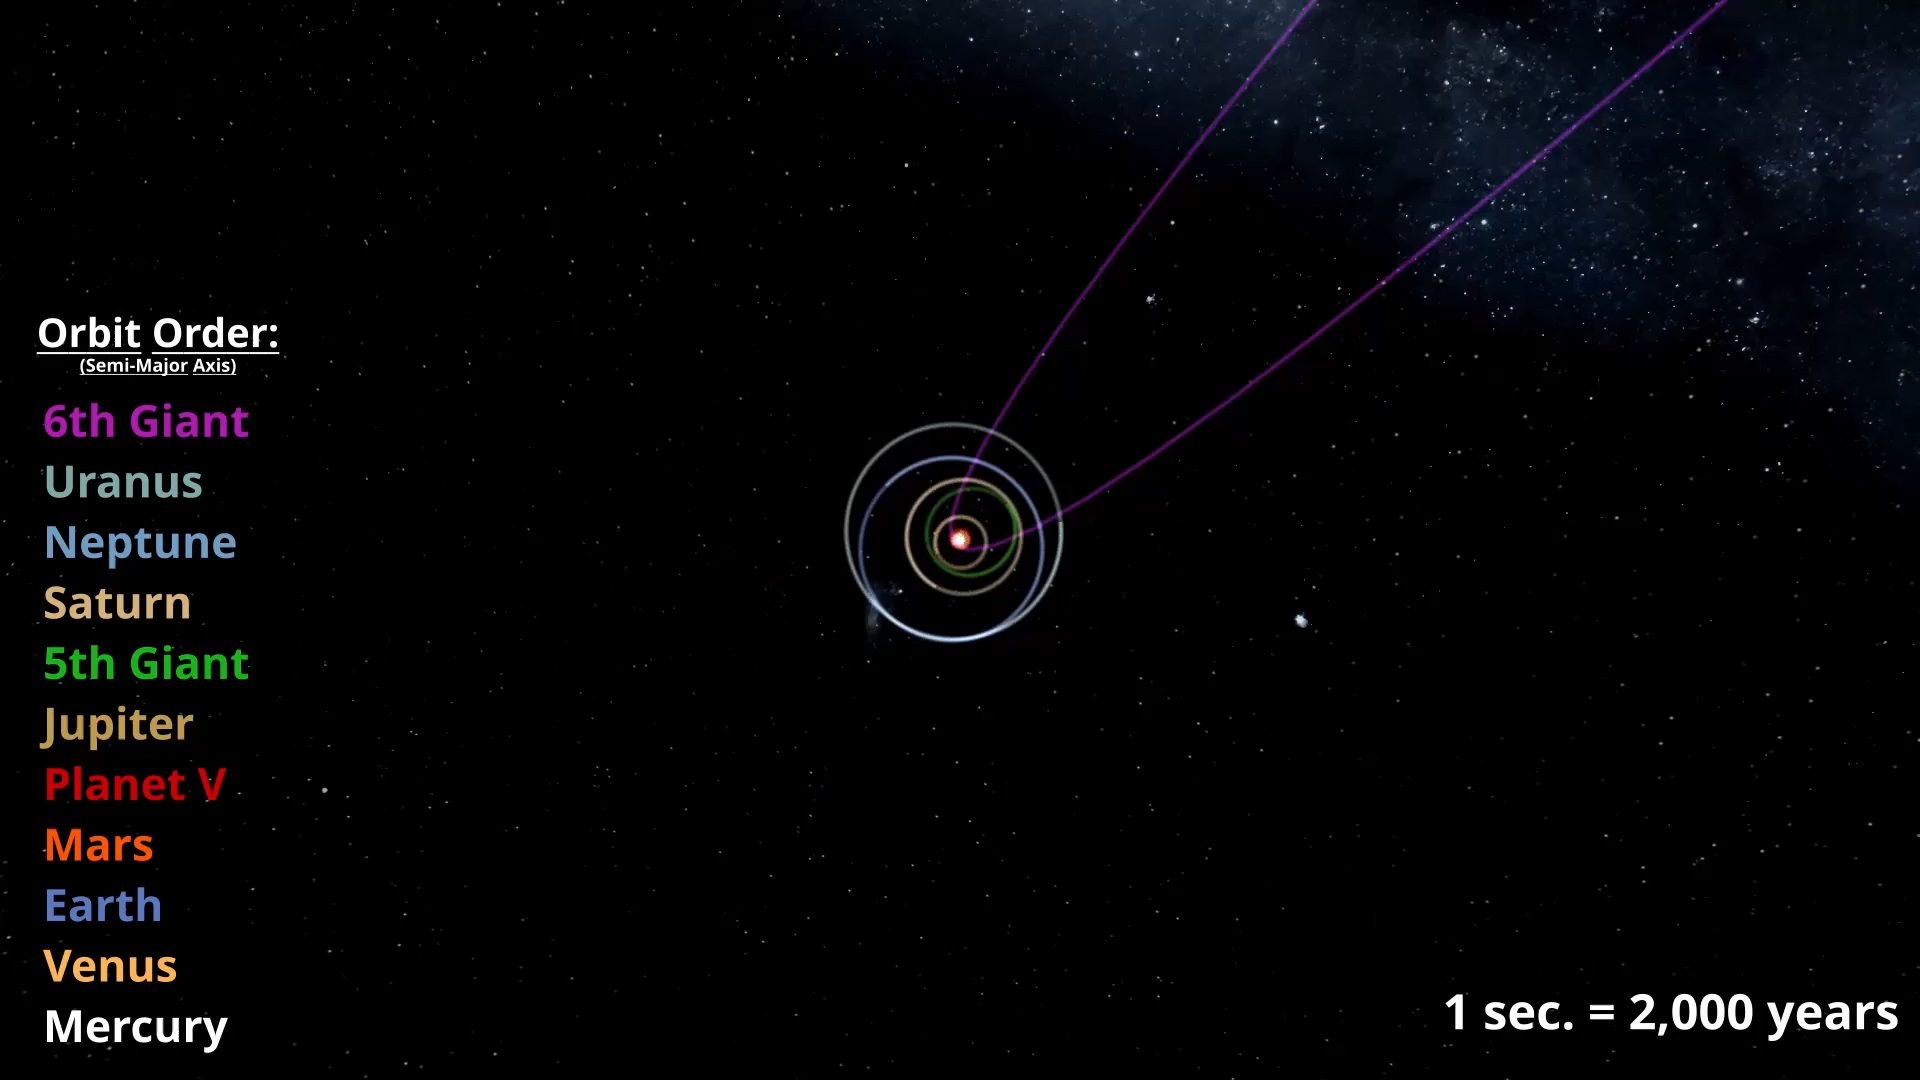 Orbit Order:
(Semi-Major Axis)
6th Giant
Uranus
Neptune
Saturn
5th Giant
Jupiter
Planet V
Mars
Earth
Venus
Mercury
1 sec. = 2,000 years